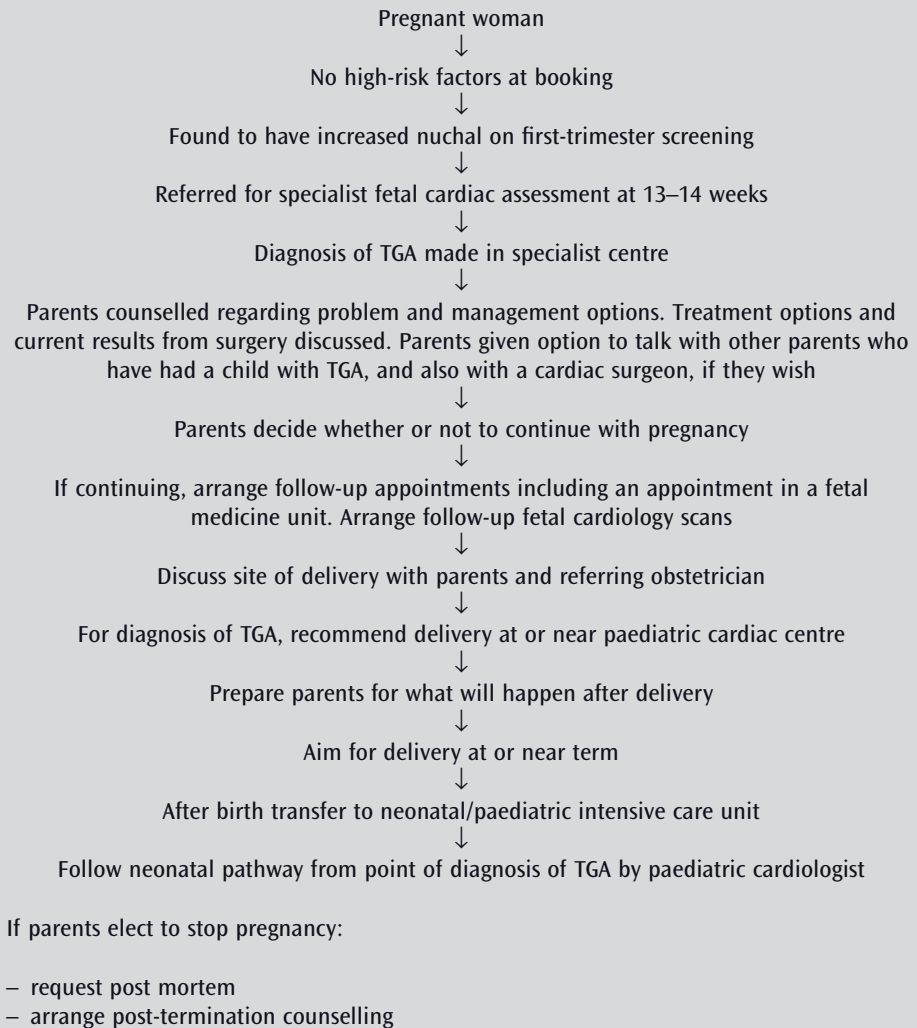 Pregnant woman
↓
No high-risk factors at booking
↓
Found to have increased nuchal on first-trimester screening
↓
Referred for specialist fetal cardiac assessment at 13–14 weeks
↓
Diagnosis of TGA made in specialist centre
↓
Parents counselled regarding problem and management options. Treatment options and
current results from surgery discussed. Parents given option to talk with other parents who
have had a child with TGA, and also with a cardiac surgeon, if they wish
↓
Parents decide whether or not to continue with pregnancy
↓
If continuing, arrange follow-up appointments including an appointment in a fetal
medicine unit. Arrange follow-up fetal cardiology scans
↓
Discuss site of delivery with parents and referring obstetrician
↓
For diagnosis of TGA, recommend delivery at or near paediatric cardiac centre
↓
Prepare parents for what will happen after delivery
↓
Aim for delivery at or near term
↓
After birth transfer to neonatal/paediatric intensive care unit
↓
Follow neonatal pathway from point of diagnosis of TGA by paediatric cardiologist
If parents elect to stop pregnancy:
– request post mortem
– arrange post-termination counselling